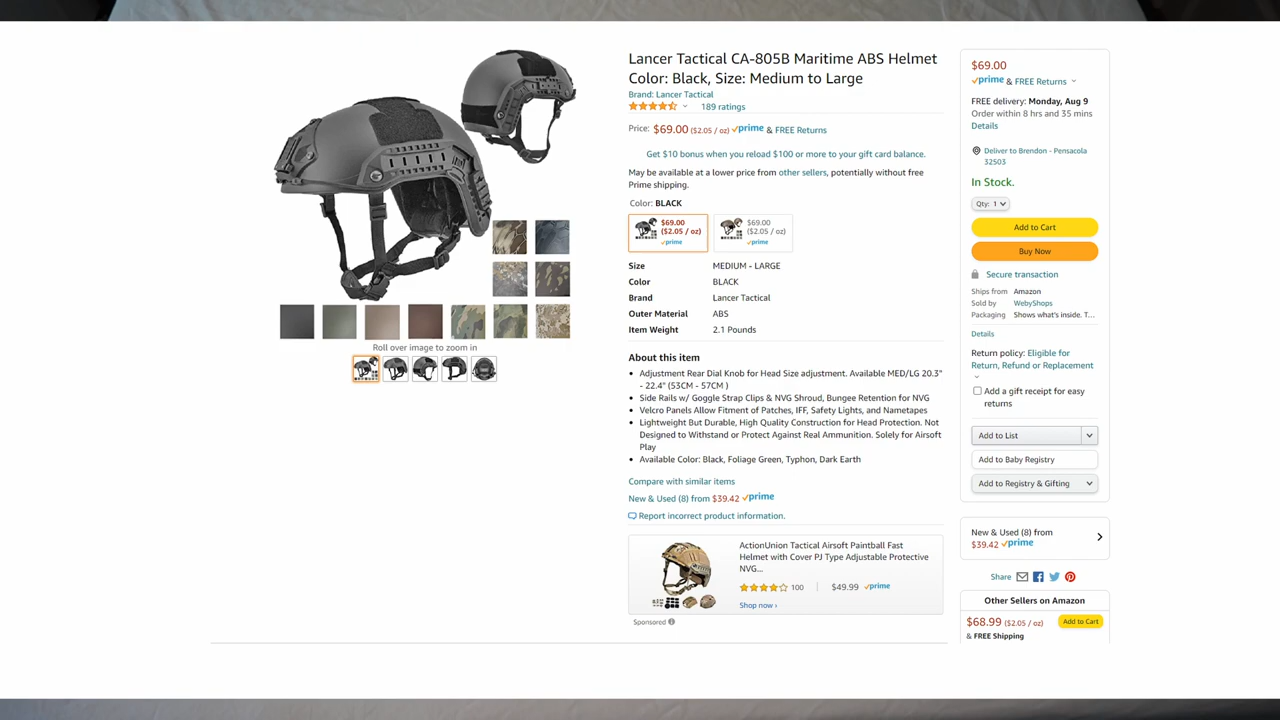 Lancer Tactical CA-805B Maritime ABS Helmet
Color: Black, Size: Medium to Large
Brand: Lancer Tactical
189 ratings
Price: $69.00 ($2.05 / oz) prime & FREE Returns
Get $10 bonus when you reload $100 or more to your gift card balance.
May be available at a lower price from other sellers, potentially without free
Prime shipping.
Color: BLACK
$69.00
($2.05 / oz)
prime
$69.00
($2.05 / oz)
prime
Size MEDIUM - LARGE
Color BLACK
Brand Lancer Tactical
Outer Material ABS
Item Weight 2.1 Pounds
Roll over image to zoom in
About this item
• Adjustment Rear Dial Knob for Head Size adjustment. Available MED/LG 20.3"
- 22.4" (53CM - 57CM )
• Side Rails w/ Goggle Strap Clips & NVG Shroud, Bungee Retention for NVG
• Velcro Panels Allow Fitment of Patches, IFF, Safety Lights, and Nametapes
• Lightweight But Durable, High Quality Construction for Head Protection. Not
Designed to Withstand or Protect Against Real Ammunition. Solely for Airsoft
Play
• Available Color: Black, Foliage Green, Typhon, Dark Earth
Compare with similar items
New & Used (8) from $39.42 prime
Report incorrect product information.
ActionUnion Tactical Airsoft Paintball Fast
Helmet with Cover PJ Type Adjustable Protective
NVG...
100 | $49.99 prime
Shop now ›
Sponsored
$69.00
prime & FREE Returns
FREE delivery: Monday, Aug 9
Order within 8 hrs and 35 mins
Details
Deliver to Brendon - Pensacola
32503
In Stock.
Qty: 1
Add to Cart
Buy Now
Secure transaction
Ships from Amazon
Sold by WebyShops
Packaging Shows what's inside. T...
Details
Return policy: Eligible for
Return, Refund or Replacement
Add a gift receipt for easy
returns
Add to List
Add to Baby Registry
Add to Registry & Gifting
New & Used (8) from
$39.42 prime
Share
Other Sellers on Amazon
$68.99 ($2.05 / oz) Add to Cart
& FREE Shipping